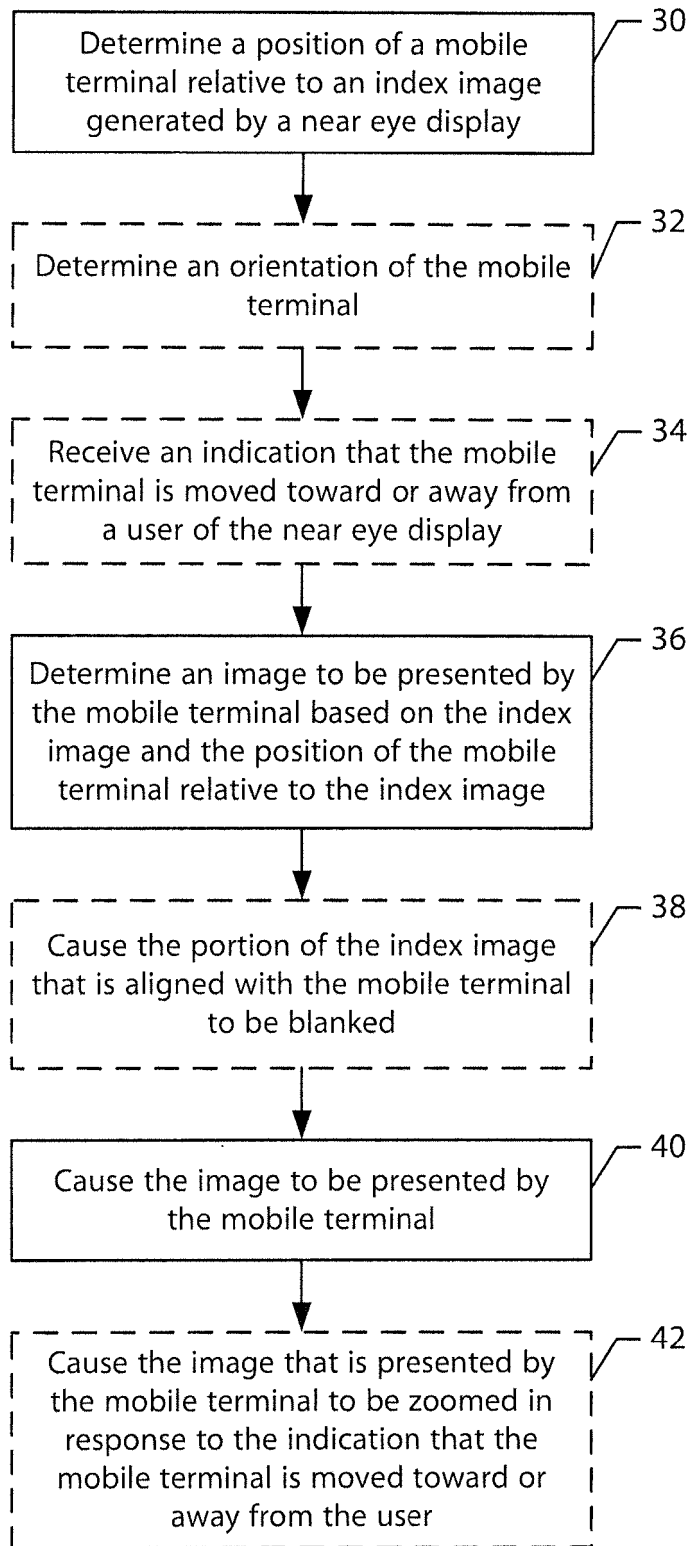 30
Determine a position of a mobile
terminal relative to an index image
generated by a near eye display
32
Determine an orientation of the mobile
terminal
34
Receive an indication that the mobile
terminal is moved toward or away from
a user of the near eye display
36
Determine an image to be presented by
the mobile terminal based on the index
image and the position of the mobile
terminal relative to the index image
38
Cause the portion of the index image
that is aligned with the mobile terminal
to be blanked
40
Cause the image to be presented by
the mobile terminal
42
Cause the image that is presented by
the mobile terminal to be zoomed in
response to the indication that the
mobile terminal is moved toward or
away from the user